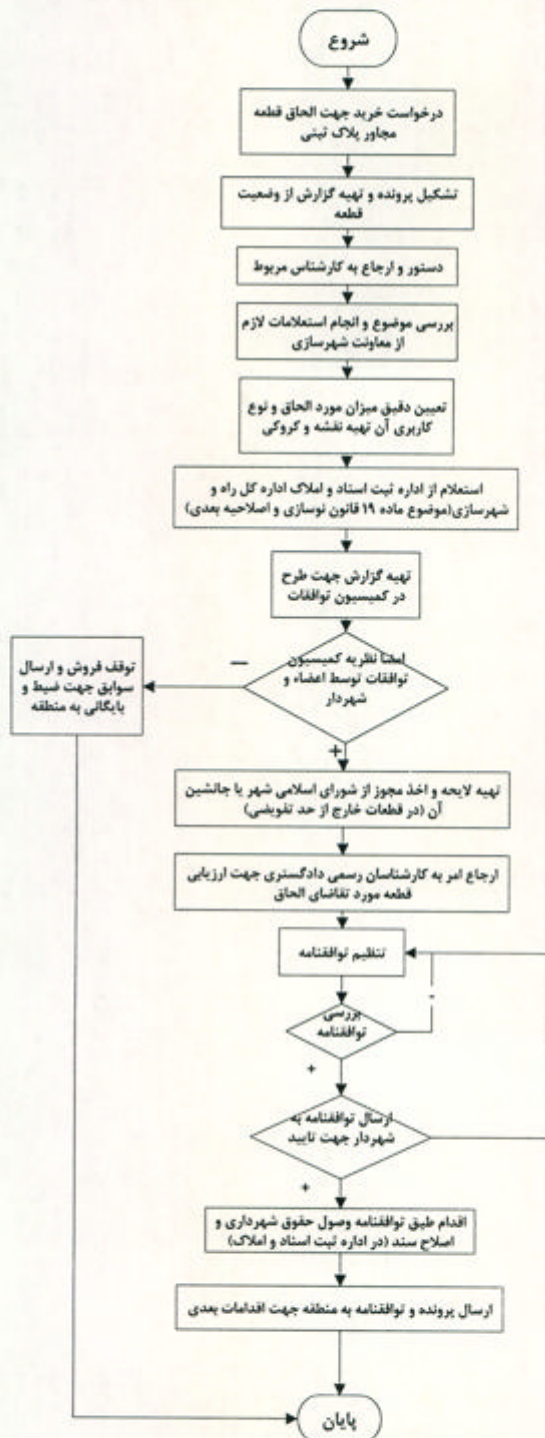 شروع
درخواست خرید جهت الحاق قطعه
مجاور پلاک ثبتی
تشکیل پرونده و تهیه گزارش از وضعیت
قطعه
دستور و ارجاع به کارشناس مربوط
بررسی موضوع و انجام استعلامات لازم
از معاونت شهرسازی
تعیین دقیق میزان مورد الحاق و نوع
کاربری آن تهیه نقشه و کروکی
استعلام از اداره ثبت اسناد و املاک اداره کل راه و
شهرسازی(موضوع ماده ۱۹ قانون نوسازی و اصلاحیه بعدی)
تهیه گزارش جهت طرح
در کمیسیون توافقات
امضا نظریه کمیسیون
توافقات توسط اعضاء و
شهردار
–
توقف فروش و ارسال
سوابق جهت ضبط و
بایگانی به منطقه
+
تهیه لایحه و اخذ مجوز از شورای اسلامی شهر یا جانشین
آن (در قطعات خارج از حد تفویضی)
ارجاع امر به کارشناسان رسمی دادگستری جهت ارزیابی
قطعه مورد تقاضای الحاق
تنظیم توافقنامه
بررسی
توافقنامه
-
+
ارسال توافقنامه به
شهردار جهت تایید
+
اقدام طبق توافقنامه وصول حقوق شهرداری و
اصلاح سند (در اداره ثبت اسناد و املاک)
ارسال پرونده و توافقنامه به منطقه جهت اقدامات بعدی
پایان